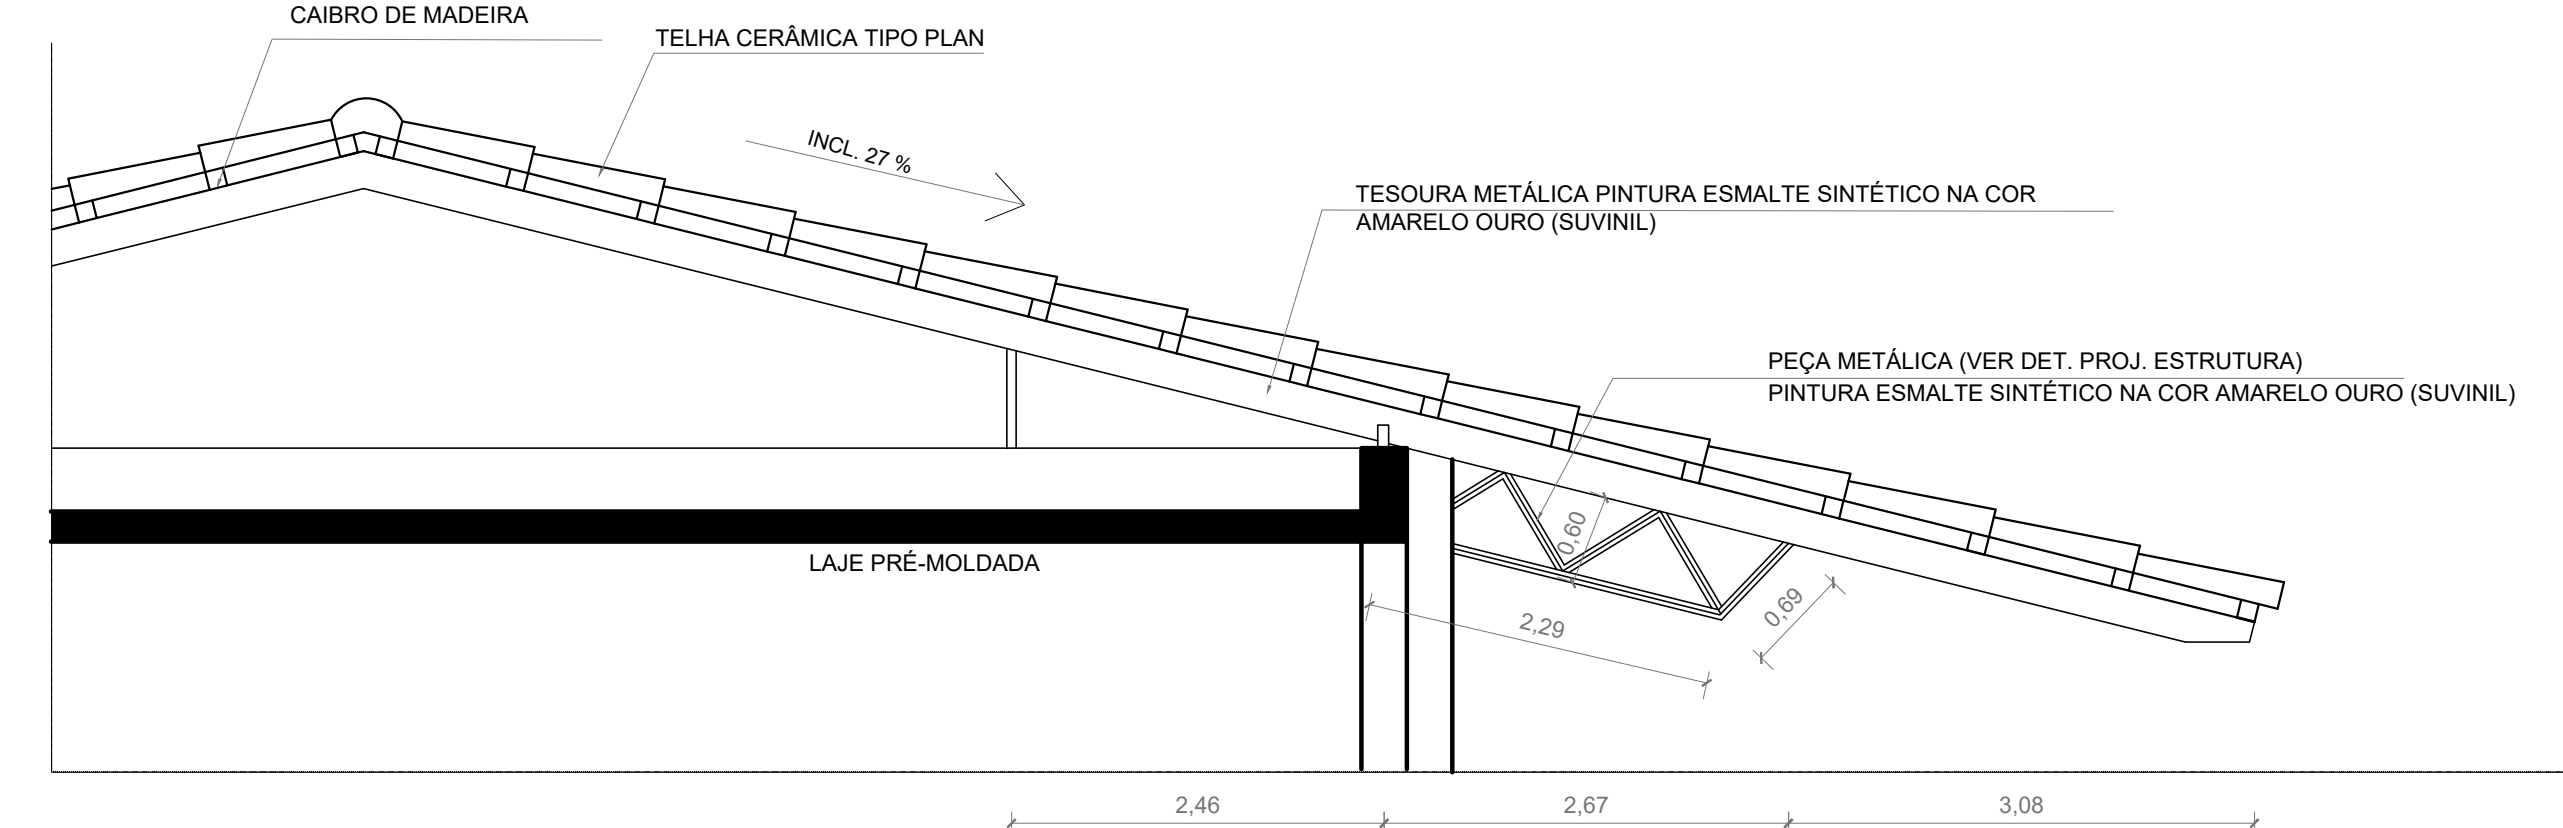 CAIBRO DE MADEIRA
TELHA CERÂMICA TIPO PLAN
INCL. 27 %
TESOURA METÁLICA PINTURA ESMALTE SINTÉTICO NA COR
AMARELO OURO (SUVINIL)
PEÇA METÁLICA (VER DET. PROJ. ESTRUTURA)
PINTURA ESMALTE SINTÉTICO NA COR AMARELO OURO (SUVINIL)
0,60
LAJE PRÉ-MOLDADA
0,69
2,29
2,46
2,67
3,08